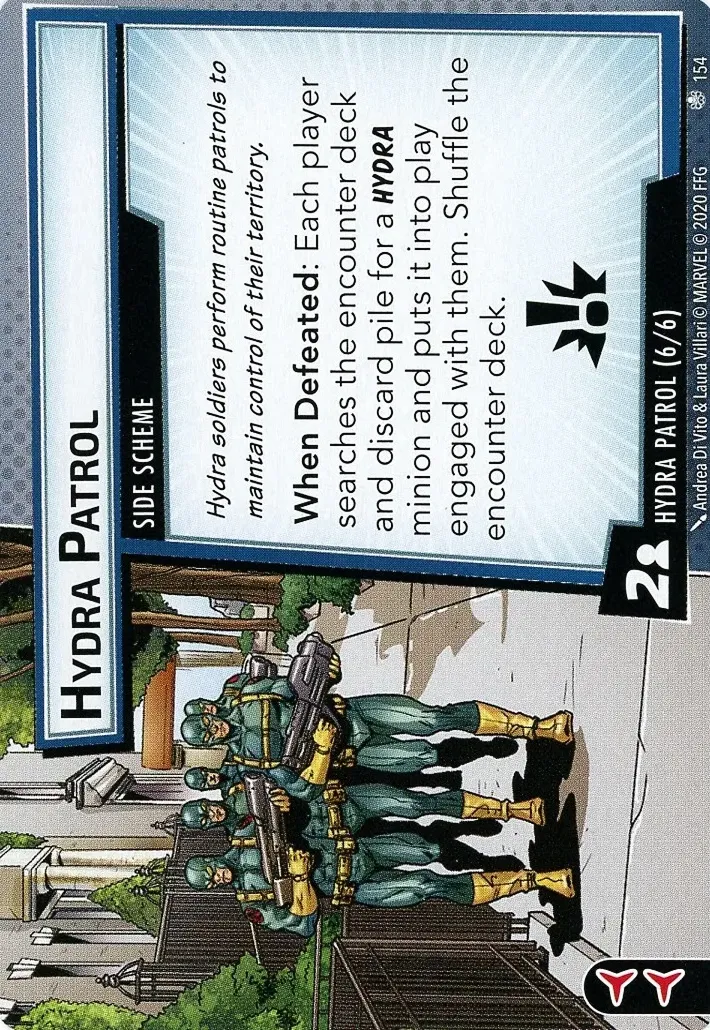 HYDRA PATROL
SIDE SCHEME
Hydra soldiers perform routine patrols to
maintain control of their territory.
When Defeated: Each player
searches the encounter deck
and discard pile for a HYDRA
minion and puts it into play
engaged with them. Shuffle the
encounter deck.
2
HYDRA PATROL (6/6)
Andrea Di Vito & Laura Villari © MARVEL © 2020 FFG
154